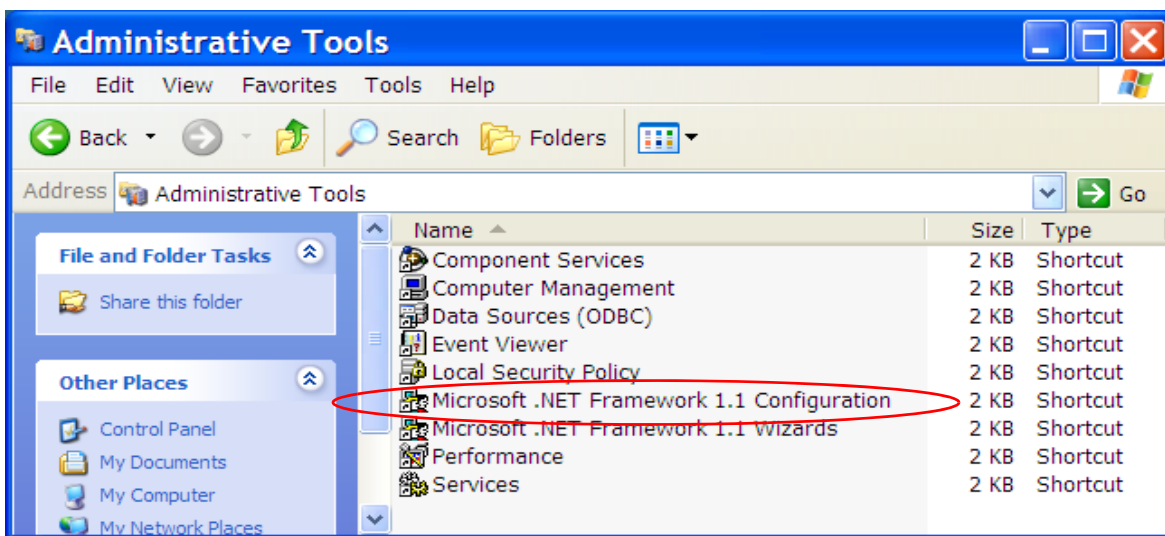 Administrative Tools
File Edit View Favorites Tools Help
Back Search Folders
Address Administrative Tools Go
Name Size Type
File and Folder Tasks
Share this folder
Other Places
Control Panel
My Documents
My Computer
My Network Places
Component Services 2 KB Shortcut
Computer Management 2 KB Shortcut
Data Sources (ODBC) 2 KB Shortcut
Event Viewer 2 KB Shortcut
Local Security Policy 2 KB Shortcut
Microsoft .NET Framework 1.1 Configuration 2 KB Shortcut
Microsoft .NET Framework 1.1 Wizards 2 KB Shortcut
Performance 2 KB Shortcut
Services 2 KB Shortcut